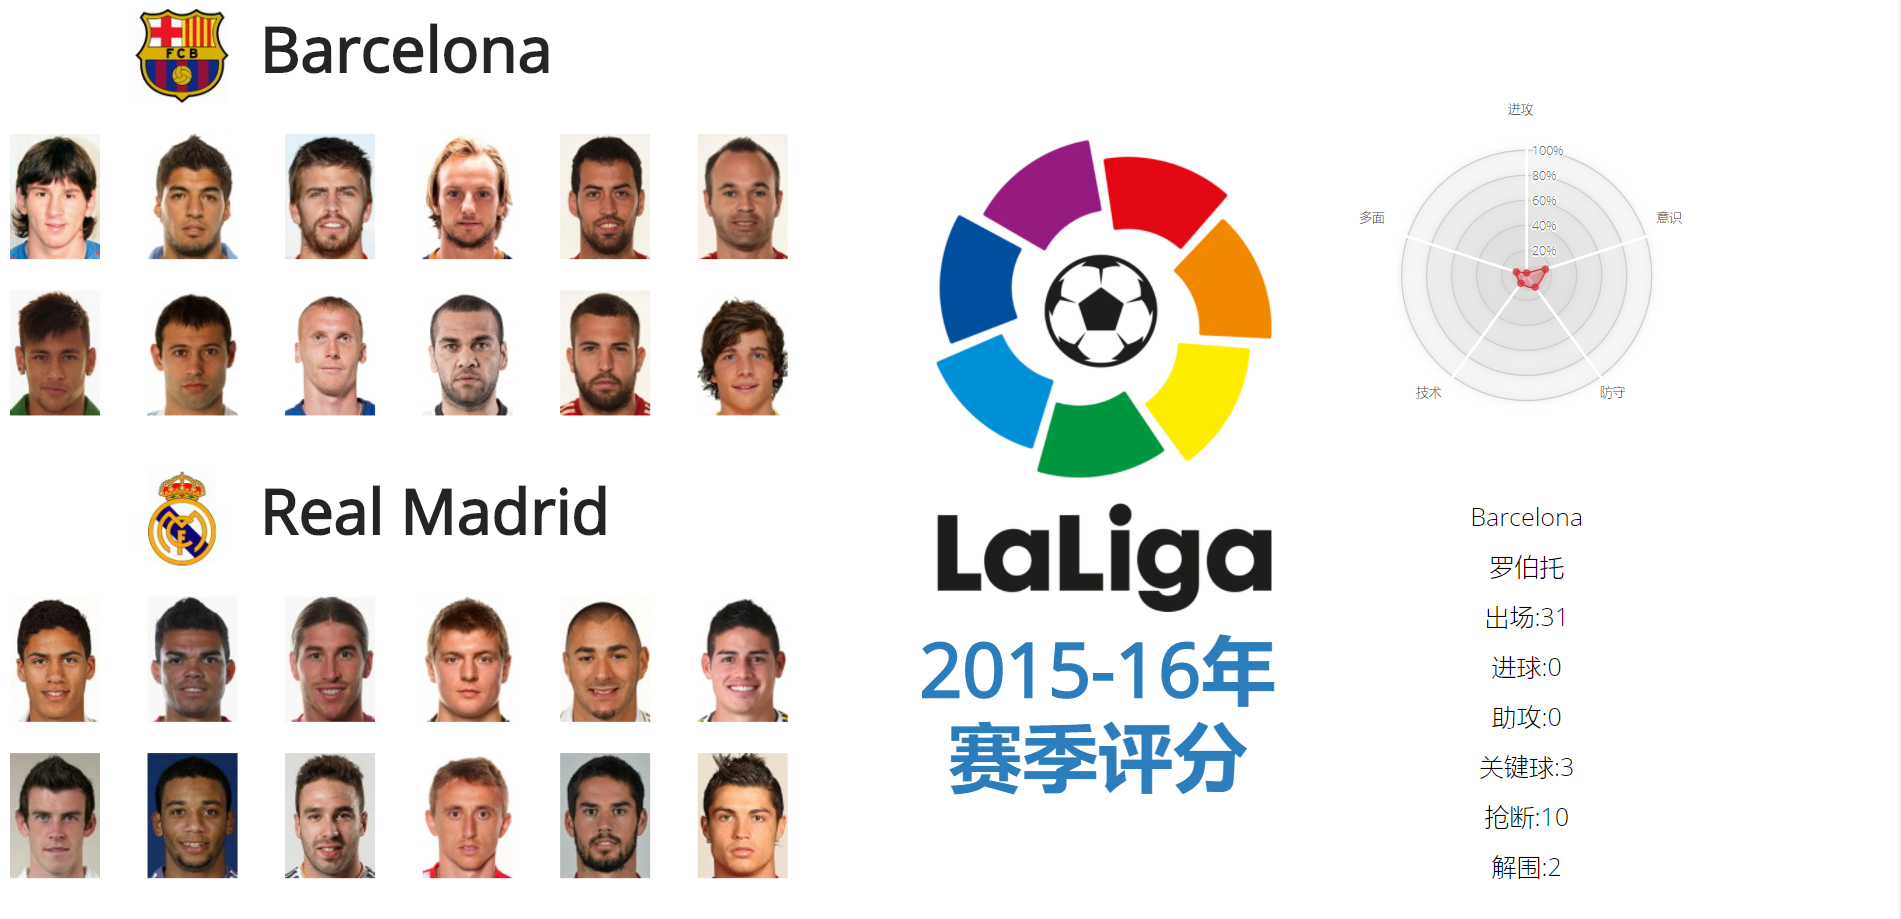 FCB
Barcelona
Real Madrid
LaLiga
2015-16年
赛季评分
进攻
100%
80%
60%
40%
20%
多面
意识
技术
防守
Barcelona
罗伯托
出场:31
进球:0
助攻:0
关键球:3
抢断:10
解围:2